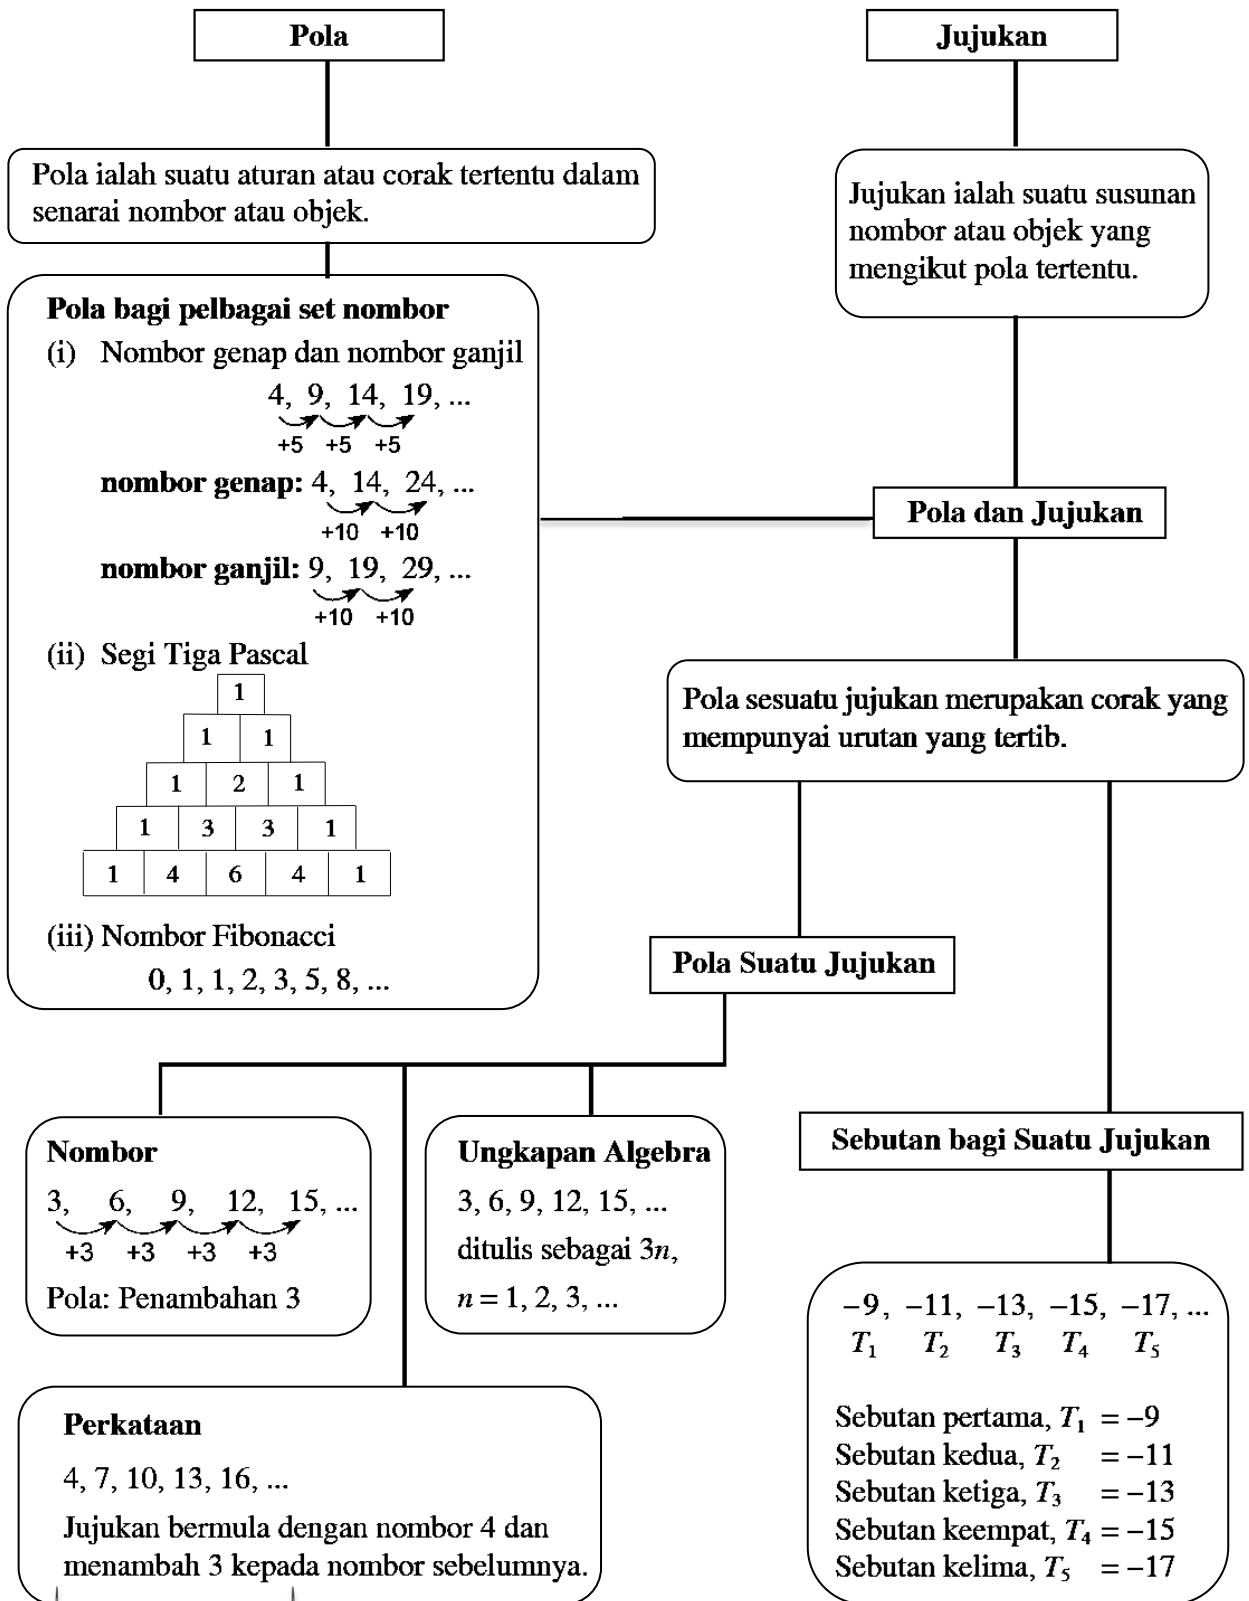 Pola
Pola ialah suatu aturan atau corak tertentu dalam
senarai nombor atau objek.
Pola bagi pelbagai set nombor
(i) Nombor genap dan nombor ganjil
4, 9, 14, 19, ...
+5 +5 +5
nombor genap: 4, 14, 24, ...
+10 +10
nombor ganjil: 9, 19, 29, ...
+10 +10
(ii) Segi Tiga Pascal
1
1 1
1 2 1
1 3 3 1
1 4 6 4 1
(iii) Nombor Fibonacci
0, 1, 1, 2, 3, 5, 8, ...
Jujukan
Jujukan ialah suatu susunan
nombor atau objek yang
mengikut pola tertentu.
Pola dan Jujukan
Pola sesuatu jujukan merupakan corak yang
mempunyai urutan yang tertib.
Pola Suatu Jujukan
Nombor
3, 6, 9, 12, 15, ...
+3 +3 +3 +3
Pola: Penambahan 3
Ungkapan Algebra
3, 6, 9, 12, 15, ...
ditulis sebagai 3n,
n = 1, 2, 3, ...
Perkataan
4, 7, 10, 13, 16, ...
Jujukan bermula dengan nombor 4 dan
menambah 3 kepada nombor sebelumnya.
Sebutan bagi Suatu Jujukan
−9, −11, −13, −15, −17, ...
T₁ T₂ T₃ T₄ T₅
Sebutan pertama, T₁ = −9
Sebutan kedua, T₂ = −11
Sebutan ketiga, T₃ = −13
Sebutan keempat, T₄ = −15
Sebutan kelima, T₅ = −17